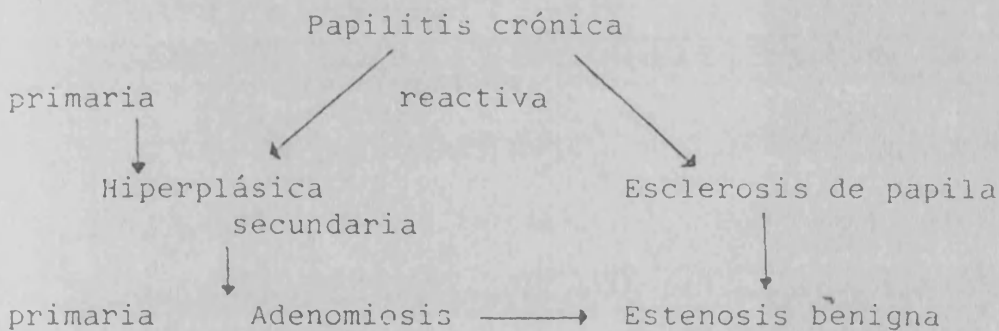 Papilitis crónica
primaria reactiva
Hiperplásica Esclerosis de papila
secundaria
primaria Adenomiosis Estenosis benigna